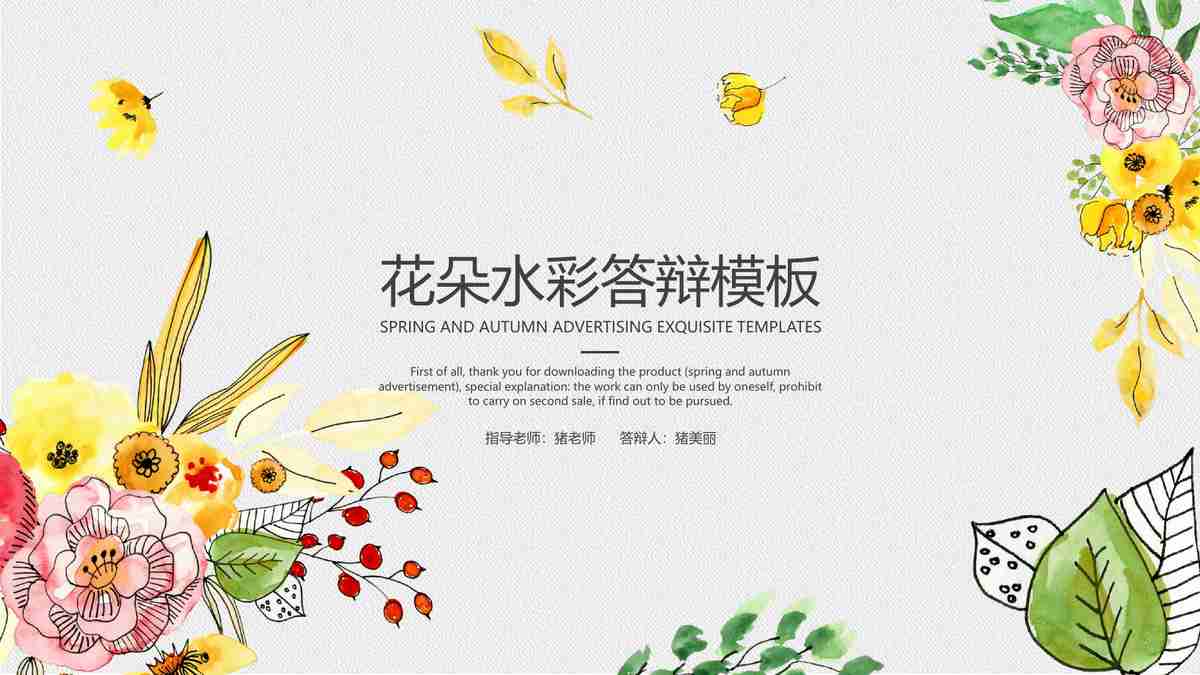 花朵水彩答辩模板
SPRING AND AUTUMN ADVERTISING EXQUISITE TEMPLATES
First of all, thank you for downloading the product (spring and autumn
advertisement), special explanation: the work can only be used by oneself, prohibit
to carry on second sale, if find out to be pursued.
指导老师：猪老师 答辩人：猪美丽